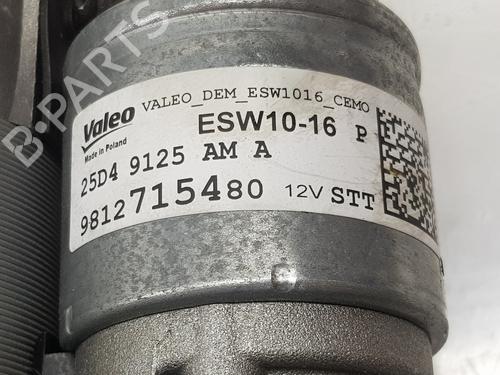 B-PARTS
Valeo
Made in Poland
VALEO_DEM_ESW1016_CEMO
ESW10-16 P
25D4 9125 AM A
9812715480 12V STT